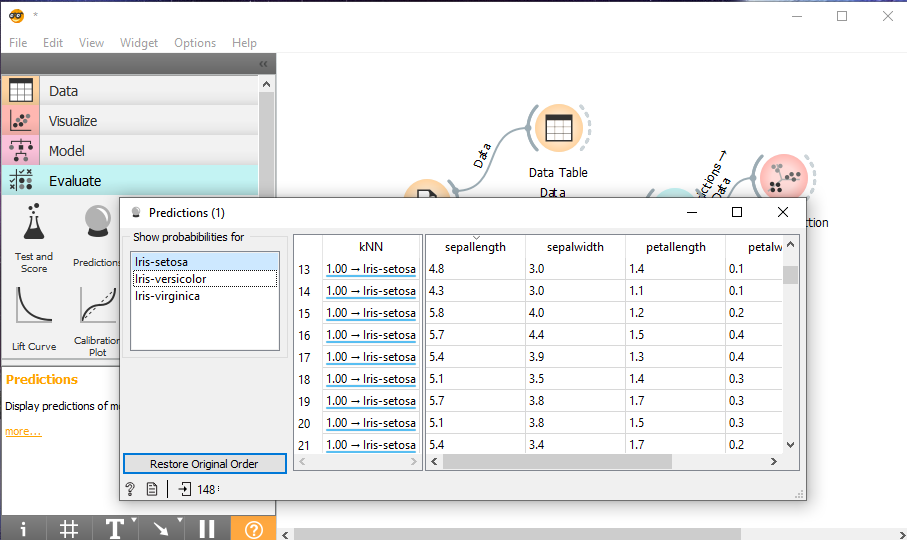 *
File Edit View Widget Options Help
«
Data
Visualize
Model
Evaluate
Test and
Score
Predictions
Lift Curve
Calibration
Plot
Predictions
Display predictions of m
more...
Data
Data Table
Data
ctions →
Data
ction
Predictions (1)
Show probabibilities for
Iris-setosa
Iris-versicolor
Iris-virginica
Restore Original Order
? 148
kNN sepallength sepalwidth petallength petalw
13 1.00 → Iris-setosa 4.8 3.0 1.4 0.1
14 1.00 → Iris-setosa 4.3 3.0 1.1 0.1
15 1.00 → Iris-setosa 5.8 4.0 1.2 0.2
16 1.00 → Iris-setosa 5.7 4.4 1.5 0.4
17 1.00 → Iris-setosa 5.4 3.9 1.3 0.4
18 1.00 → Iris-setosa 5.1 3.5 1.4 0.3
19 1.00 → Iris-setosa 5.7 3.8 1.7 0.3
20 1.00 → Iris-setosa 5.1 3.8 1.5 0.3
21 1.00 → Iris-setosa 5.4 3.4 1.7 0.2
i # T ?